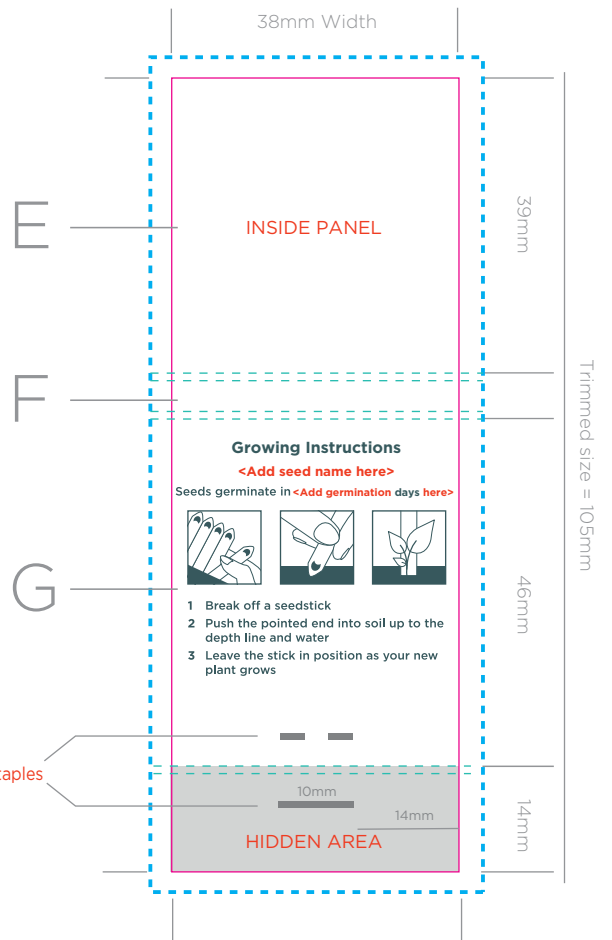 38mm Width
E
INSIDE PANEL
39mm
F
Trimmed size = 105mm
Growing Instructions
<Add seed name here>
Seeds germinate in <Add germination days here>
G
46mm
1 Break off a seedstick
2 Push the pointed end into soil up to the
depth line and water
3 Leave the stick in position as your new
plant grows
taples
10mm
14mm
14mm
HIDDEN AREA